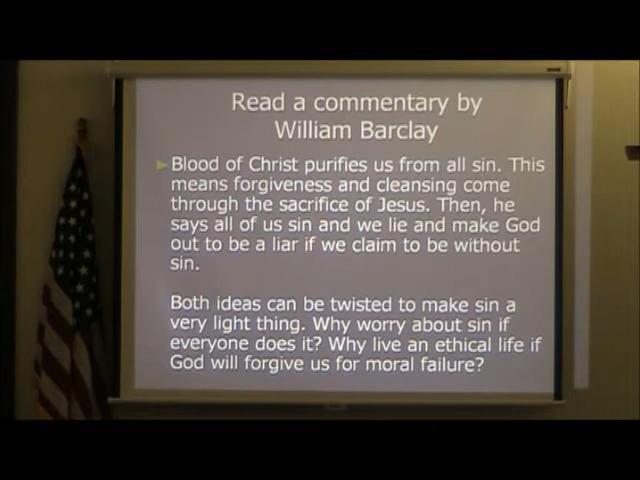 Read a commentary by
William Barclay
Blood of Christ purifies us from all sin. This
means forgiveness and cleansing come
through the sacrifice of Jesus. Then, he
says all of us sin and we lie and make God
out to be a liar if we claim to be without
sin.
Both ideas can be twisted to make sin a
very light thing. Why worry about sin if
everyone does it? Why live an ethical life if
God will forgive us for moral failure?